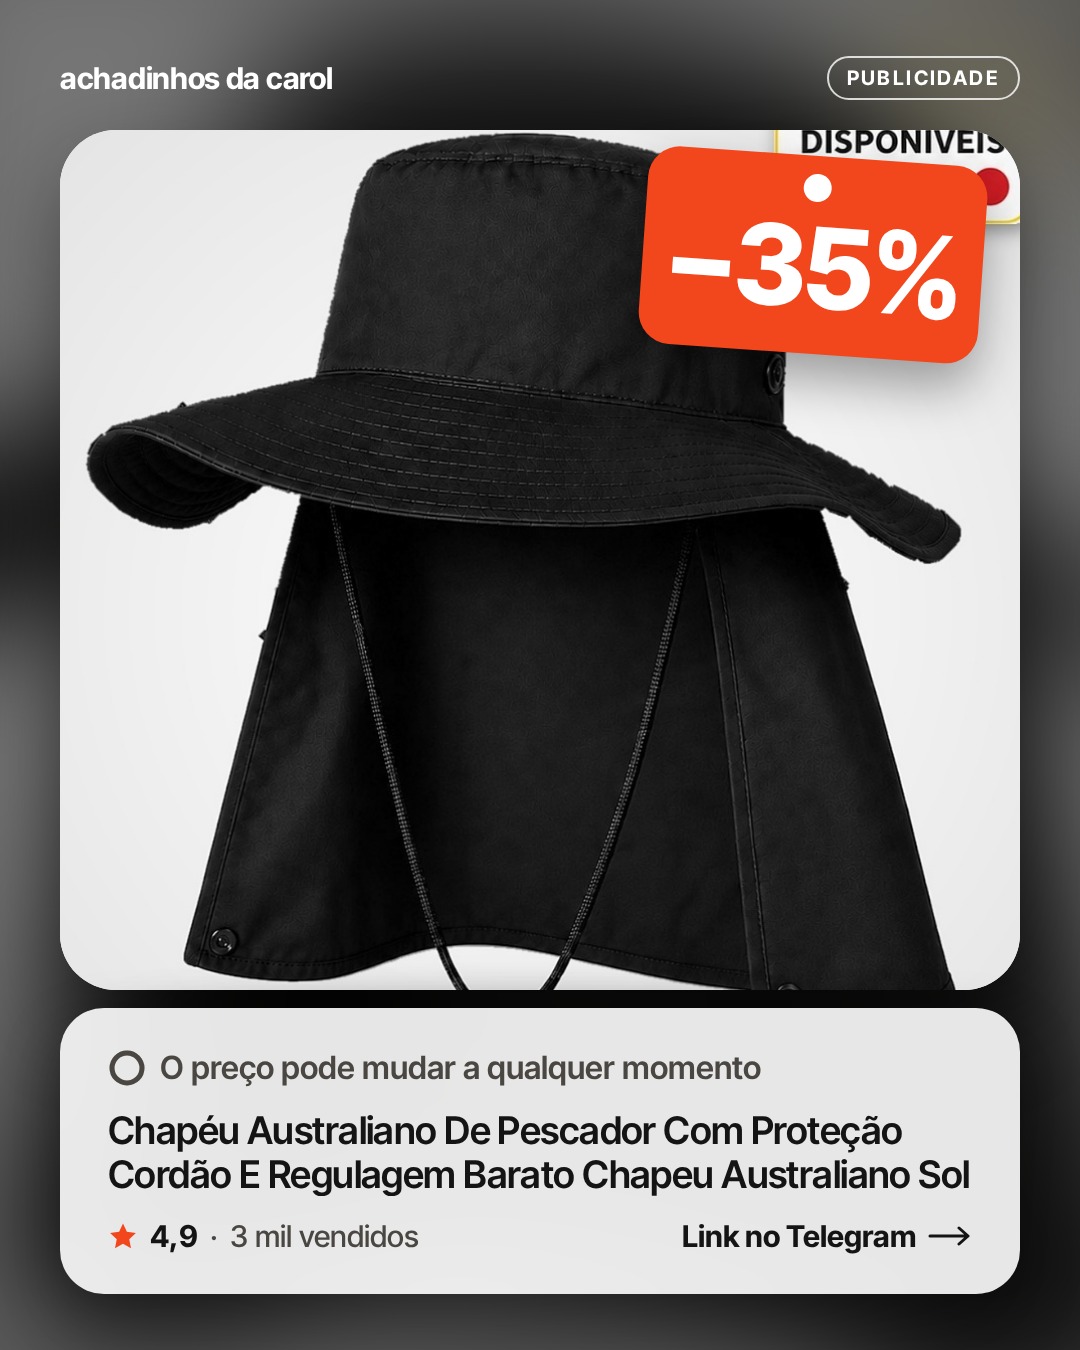 achadinhos da carol
PUBLICIDADE
DISPONÍVEIS
−35%
O preço pode mudar a qualquer momento
Chapéu Australiano De Pescador Com Proteção
Cordão E Regulagem Barato Chapeu Australiano Sol
4,9 · 3 mil vendidos
Link no Telegram →